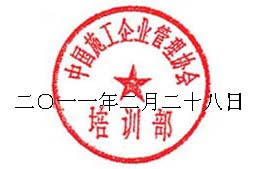 中国施工企业管理协会
二〇一一年二月二十八日
培训部